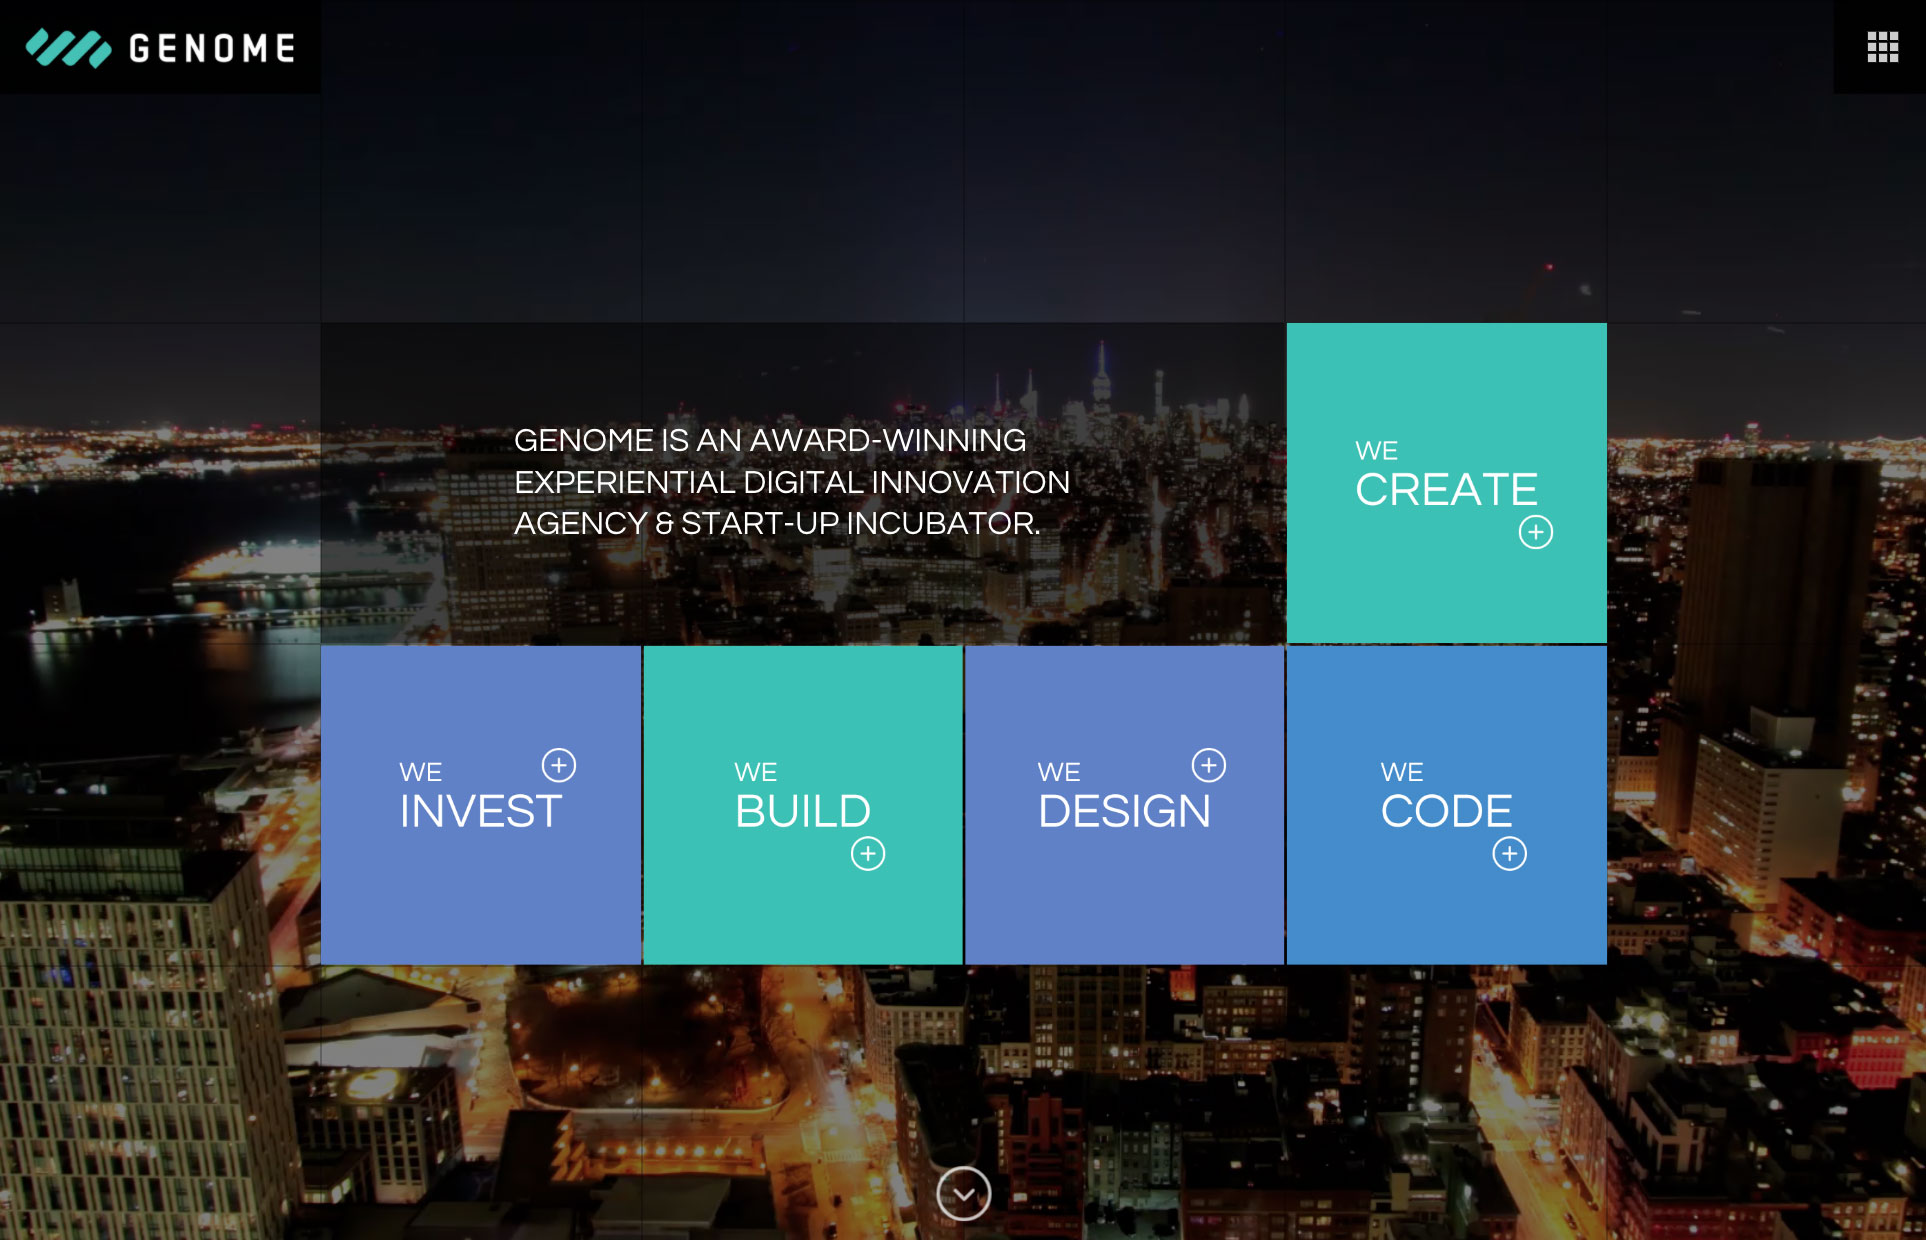 GENOME
GENOME IS AN AWARD-WINNING
EXPERIENTIAL DIGITAL INNOVATION
AGENCY & START-UP INCUBATOR.
WE
CREATE
WE
INVEST
WE
BUILD
WE
DESIGN
WE
CODE